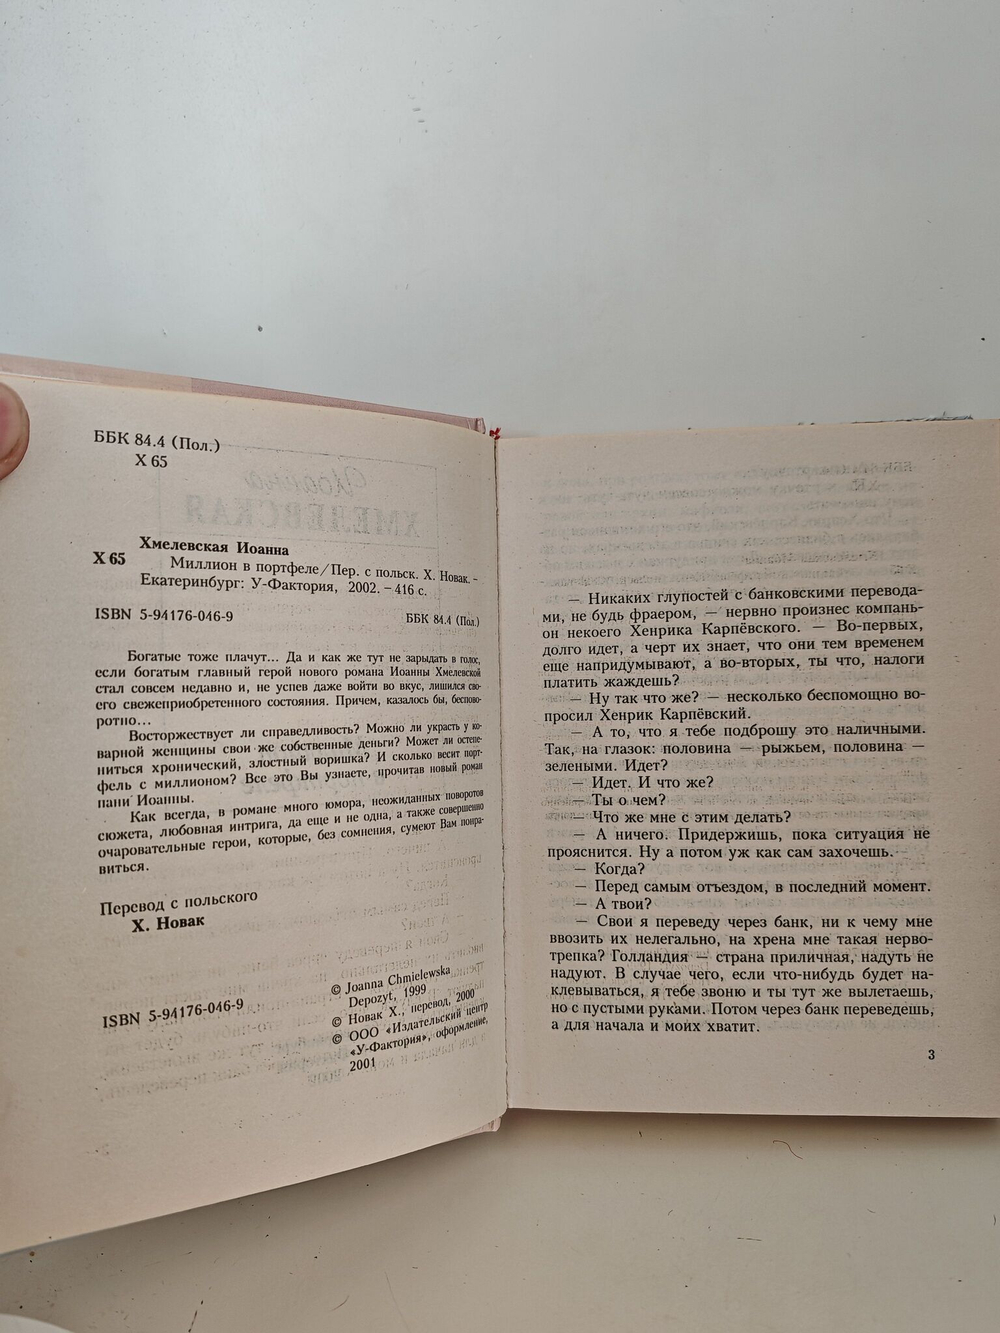 ББК 84.4 (Пол.)
Х 65
Хмелевская Иоанна
Х 65
Миллион в портфеле / Пер. с польск. Х. Новак. –
Екатеринбург: У-Фактория, 2002. – 416 с.
ISBN 5-94176-046-9
ББК 84.4 (Пол.)
Богатые тоже плачут... Да и как же тут не зарыдать в голос,
если богатым главный герой нового романа Иоанны Хмелевской
стал совсем недавно и, не успев даже войти во вкус, лишился сво-
его свежеприобретенного состояния. Причем, казалось бы, беспово-
ротно...
Восторжествует ли справедливость? Можно ли украсть у ко-
варной женщины свои же собственные деньги? Может ли остепе-
ниться хронический, злостный воришка? И сколько весит порт-
фель с миллионом? Все это Вы узнаете, прочитав новый роман
пани Иоанны.
Как всегда, в романе много юмора, неожиданных поворотов
сюжета, любовная интрига, да еще и не одна, а также совершенно
очаровательные герои, которые, без сомнения, сумеют Вам понра-
виться.
Перевод с польского
Х. Новак
ISBN 5-94176-046-9
© Joanna Chmielewska
Depozyt, 1999
© Новак Х., перевод, 2000
© ООО «Издательский центр
«У-Фактория», оформление,
2001
— Никаких глупостей с банковскими перевода-
ми, не будь фраером, — нервно произнес компань-
он некоего Хенрика Карпёвского. — Во-первых,
долго идет, а черт их знает, что они тем временем
еще напридумывают, а во-вторых, ты что, налоги
платить жаждешь?
— Ну так что же? — несколько беспомощно во-
просил Хенрик Карпёвский.
— А то, что я тебе подброшу это наличными.
Так, на глазок: половина — рыжьем, половина —
зелеными. Идет?
— Идет. И что же?
— Ты о чем?
— Что же мне с этим делать?
— А ничего. Придержишь, пока ситуация не
прояснится. Ну а потом уж как сам захочешь.
— Когда?
— Перед самым отъездом, в последний момент.
— А твои?
— Свои я переведу через банк, ни к чему мне
ввозить их нелегально, на хрена мне такая нерво-
трепка? Голландия — страна приличная, надуть не
надуют. В случае чего, если что-нибудь будет на-
клевываться, я тебе звоню и ты тут же вылетаешь,
но с пустыми руками. Потом через банк переведешь,
а для начала и моих хватит.
3